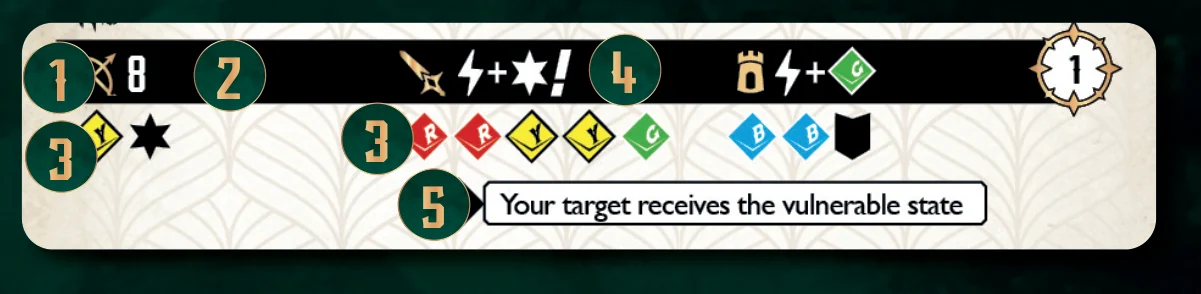 1 8 2 + ! 4 + G 1
3 Y 3 R R Y Y G B B
5 Your target receives the vulnerable state